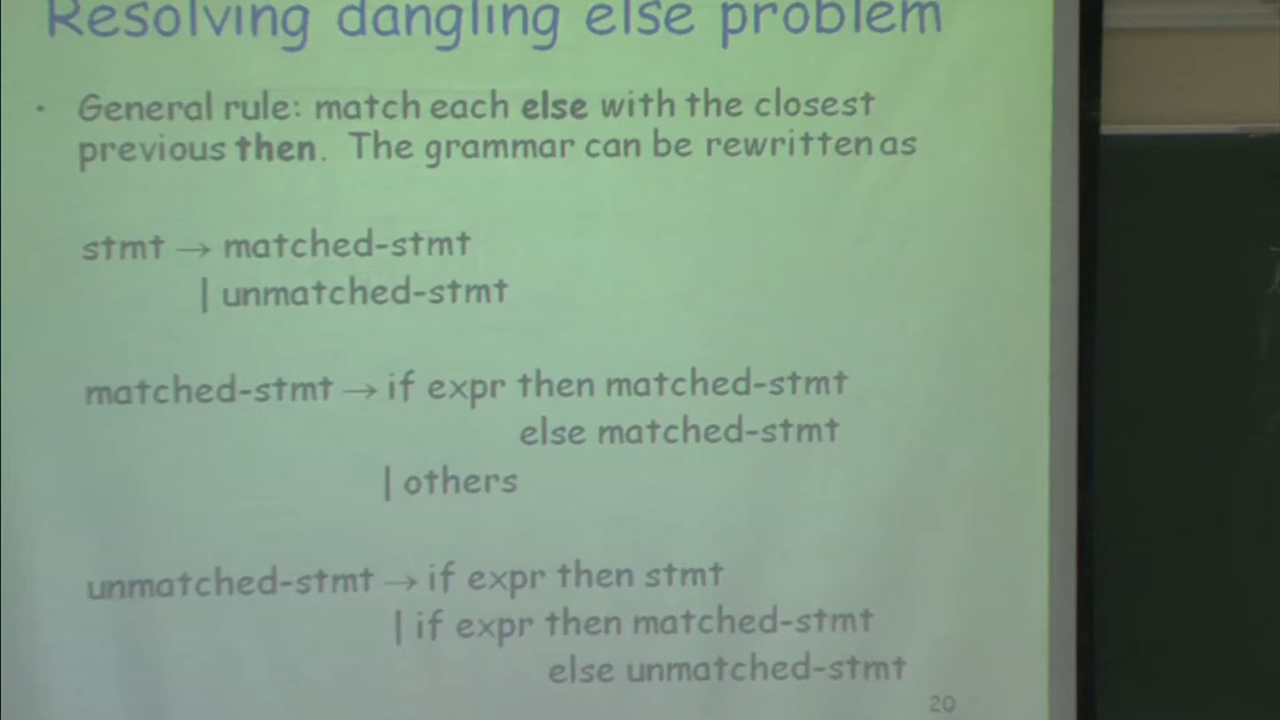 Resolving dangling else problem
• General rule: match each else with the closest
previous then. The grammar can be rewritten as
stmt → matched-stmt
| unmatched-stmt
matched-stmt → if expr then matched-stmt
else matched-stmt
| others
unmatched-stmt → if expr then stmt
| if expr then matched-stmt
else unmatched-stmt
20